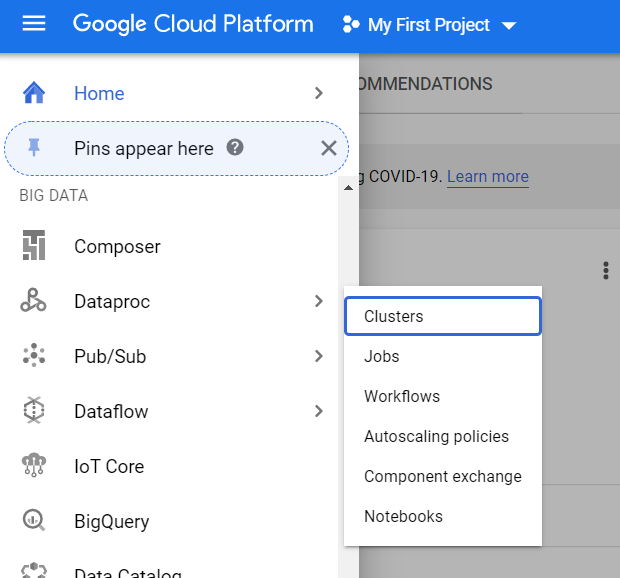 Google Cloud Platform My First Project
Home
OMMENDATIONS
Pins appear here
COVID-19. Learn more
BIG DATA
Composer
Dataproc
Pub/Sub
Dataflow
IoT Core
BigQuery
Data Catalog
Clusters
Jobs
Workflows
Autoscaling policies
Component exchange
Notebooks